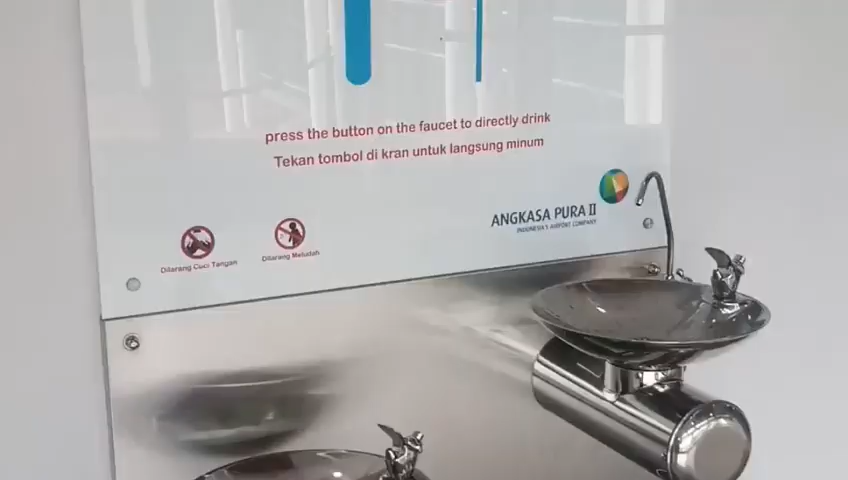 press the button on the faucet to directly drink
Tekan tombol di kran untuk langsung minum
ANGKASA PURA II
INDONESIA'S AIRPORT COMPANY
Dilarang Cuci Tangan
Dilarang Meludah